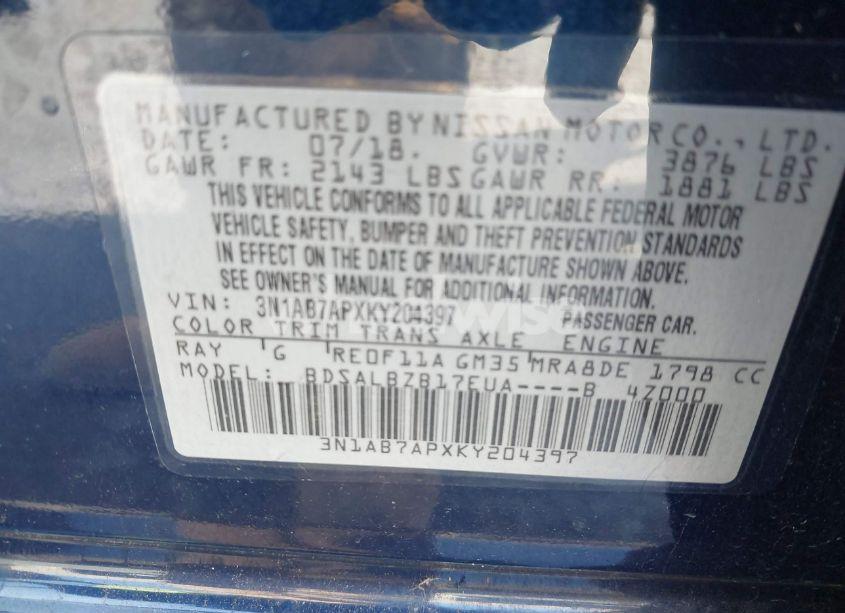 MANUFACTURED BY NISSAN MOTOR CO., LTD.
DATE: 07/18. GVWR: 3876 LBS
GAWR FR: 2143 LBS GAWR RR: 1881 LBS
THIS VEHICLE CONFORMS TO ALL APPLICABLE FEDERAL MOTOR
VEHICLE SAFETY, BUMPER AND THEFT PREVENTION STANDARDS
IN EFFECT ON THE DATE OF MANUFACTURE SHOWN ABOVE.
SEE OWNER'S MANUAL FOR ADDITIONAL INFORMATION.
VIN: 3N1AB7APXKY204397 PASSENGER CAR.
COLOR TRIM TRANS AXLE ENGINE
RAY G RE0F11A GM35 MRA8DE 1798 CC
MODEL: BDSALBZB17EUA----B 4Z000
3N1AB7APXKY204397